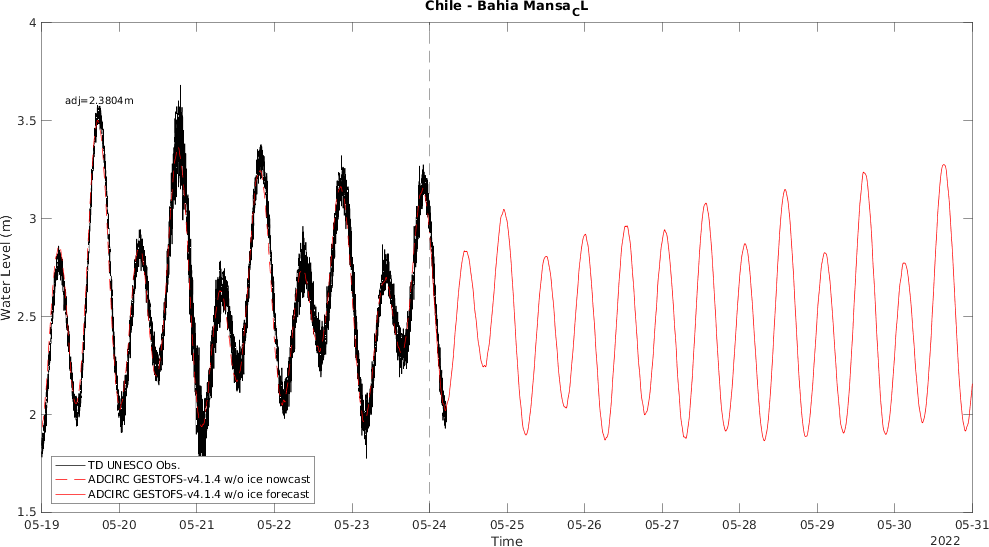 Chile - Bahia Mansa_CL
4
adj=2.3804m
3.5
3
Water Level (m)
2.5
2
TD UNESCO Obs.
ADCIRC GESTOFS-v4.1.4 w/o ice nowcast
ADCIRC GESTOFS-v4.1.4 w/o ice forecast
1.5
05-19 05-20 05-21 05-22 05-23 05-24 05-25 05-26 05-27 05-28 05-29 05-30 05-31
Time
2022